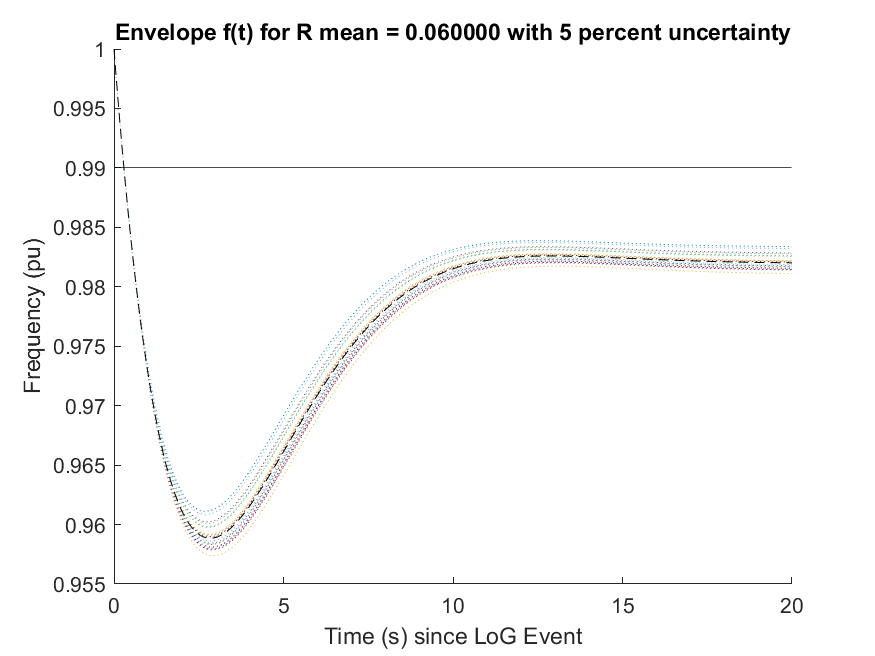 Envelope f(t) for R mean = 0.060000 with 5 percent uncertainty
1
0.995
0.99
0.985
0.98
0.975
0.97
0.965
0.96
0.955
Frequency (pu)
0 5 10 15 20
Time (s) since LoG Event